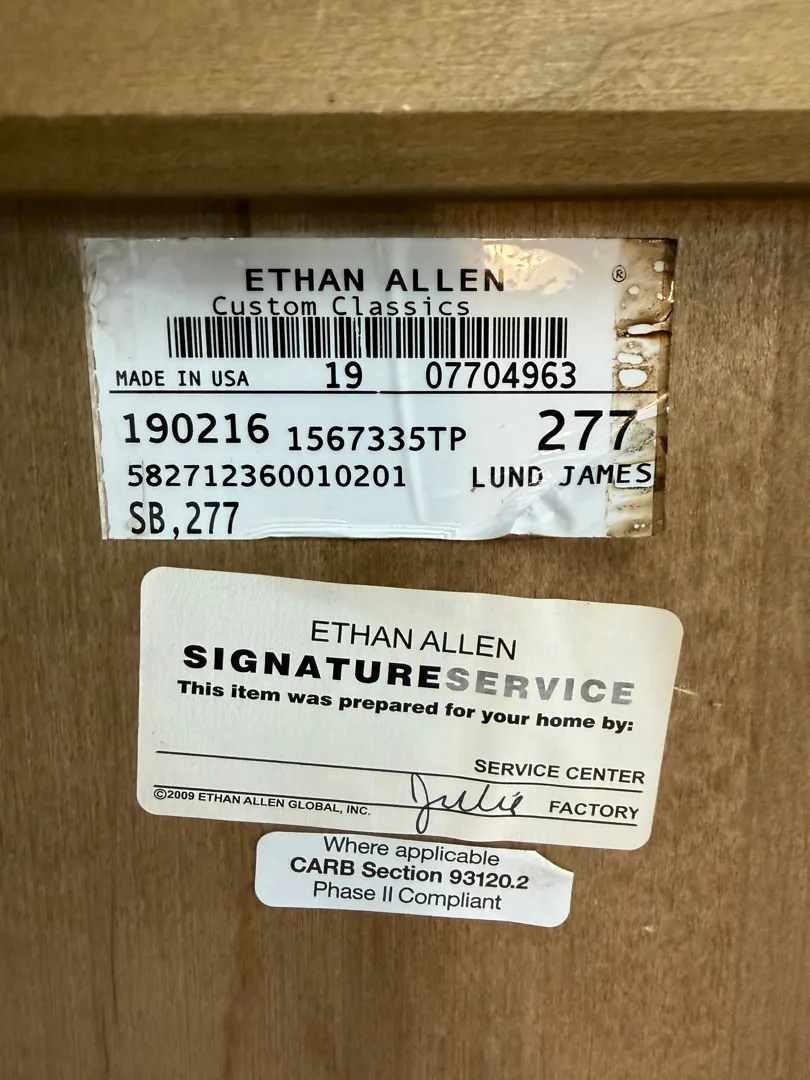 ETHAN ALLEN ®
Custom Classics
MADE IN USA 19 07704963
190216 1567335TP 277
582712360010201 LUND JAMES
SB,277
ETHAN ALLEN
SIGNATURESERVICE
This item was prepared for your home by:
SERVICE CENTER
Julie FACTORY
©2009 ETHAN ALLEN GLOBAL, INC.
Where applicable
CARB Section 93120.2
Phase II Compliant